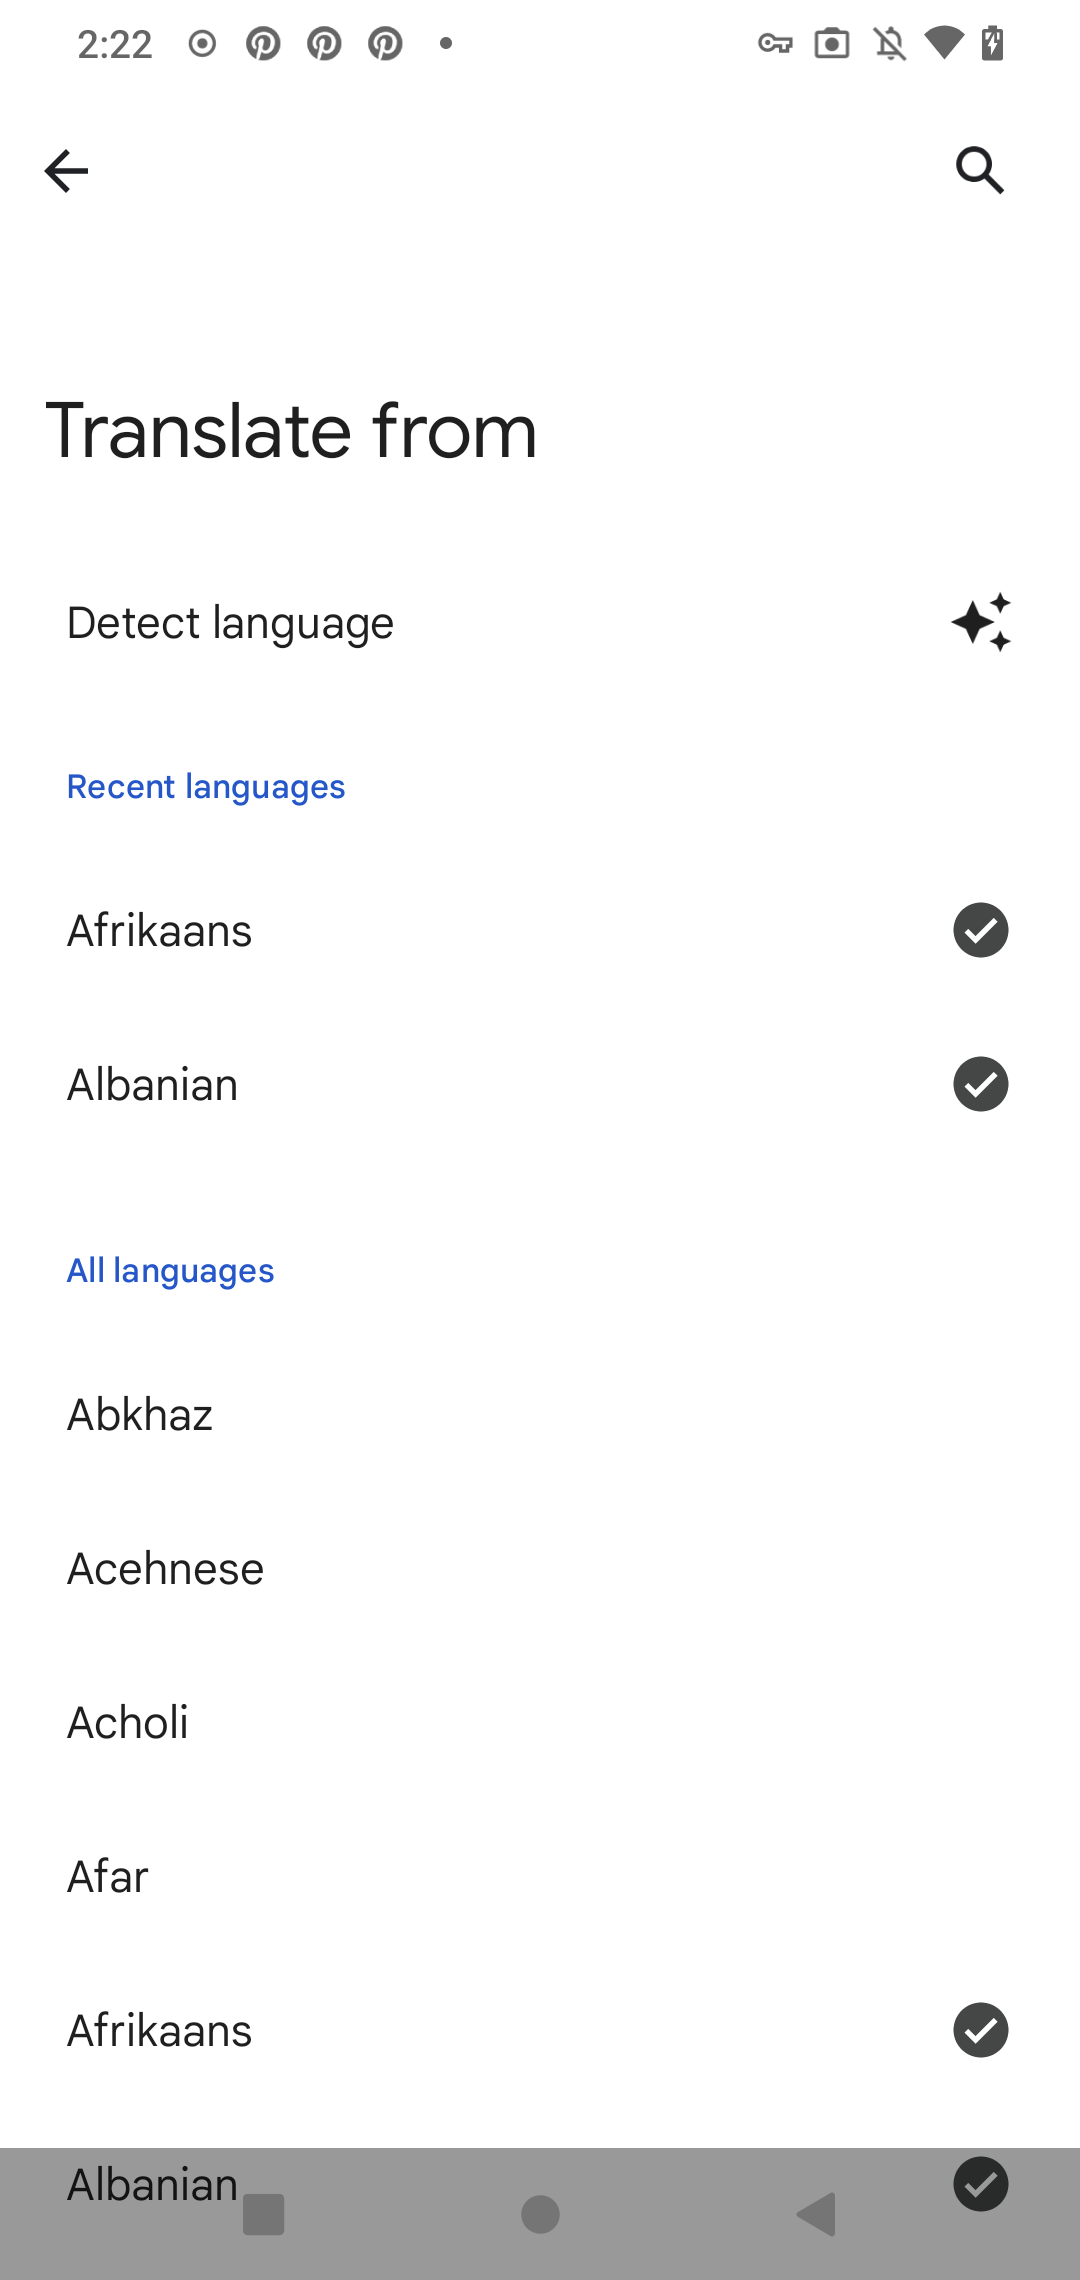 2:22
Translate from
Detect language
Recent languages
Afrikaans
Albanian
All languages
Abkhaz
Acehnese
Acholi
Afar
Afrikaans
Albanian